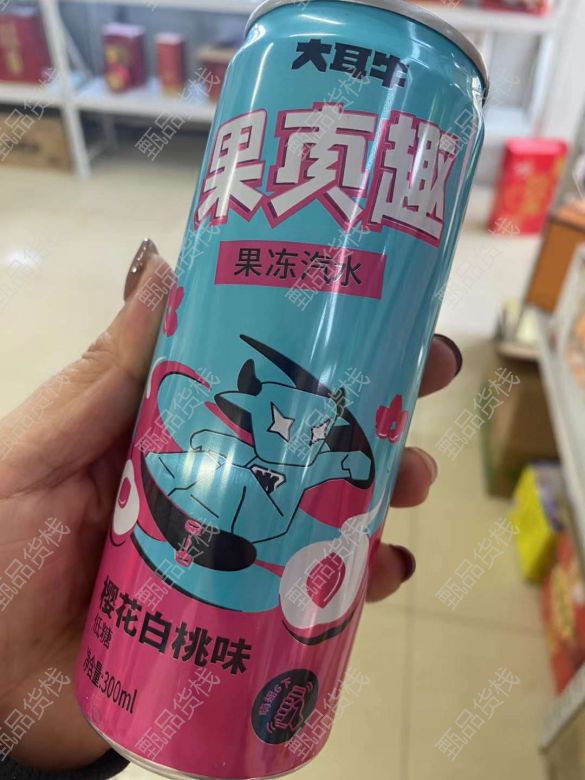 大耳牛
果真趣
果冻汽水
樱花白桃味
低糖
净含量:300ml
甄品货栈